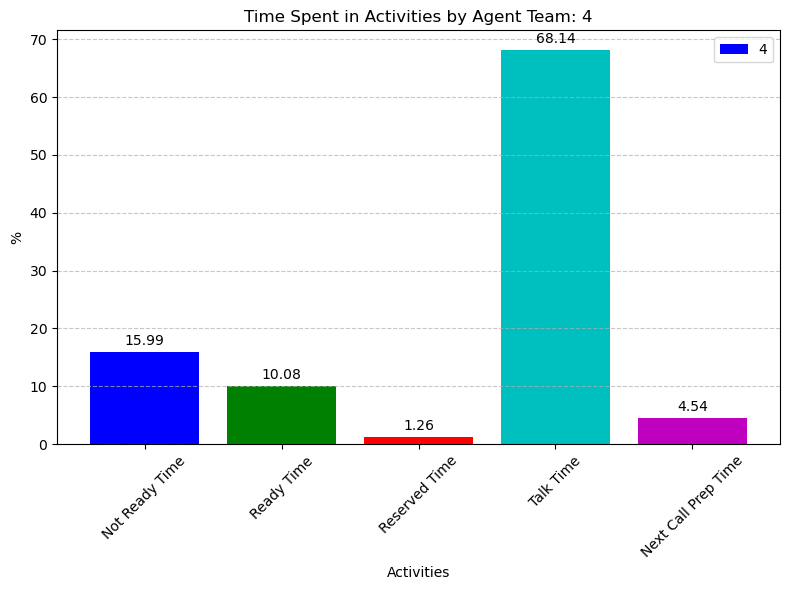 Time Spent in Activities by Agent Team: 4
4
70
60
50
40
30
20
10
0
%
15.99
10.08
1.26
68.14
4.54
Not Ready Time
Ready Time
Reserved Time
Talk Time
Next Call Prep Time
Activities